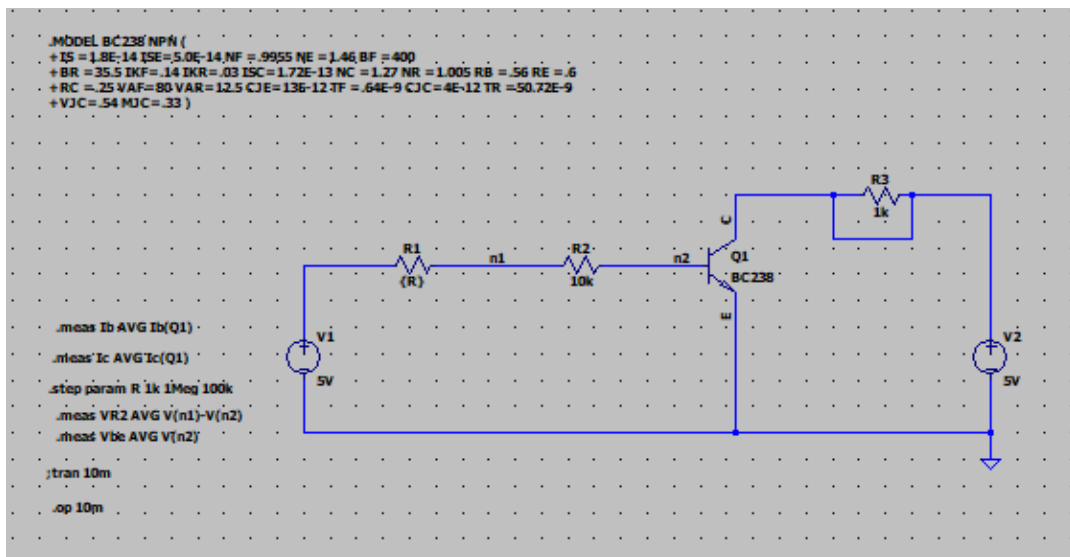 .MODEL BC238 NPN (
+IS =1.8E-14 ISE=5.0E-14 NF =.9955 NE =1.46 BF =400
+BR =35.5 IKF=.14 IKR=.03 ISC=1.72E-13 NC =1.27 NR =1.005 RB =.56 RE =.6
+RC =.25 VAF=80 VAR=12.5 CJE=13E-12 TF =.64E-9 CJC=4E-12 TR =50.72E-9
+VJC=.54 MJC=.33 )
R3
1k
C
R1
n1
R2
n2
Q1
{R}
10k
BC238
E
.meas Ib AVG Ib(Q1)
V1
V2
.meas Ic AVG Ic(Q1)
5V
5V
.step param R 1k 1Meg 100k
.meas VR2 AVG V(n1)-V(n2)
.meas Vbe AVG V(n2)
;tran 10m
.op 10m